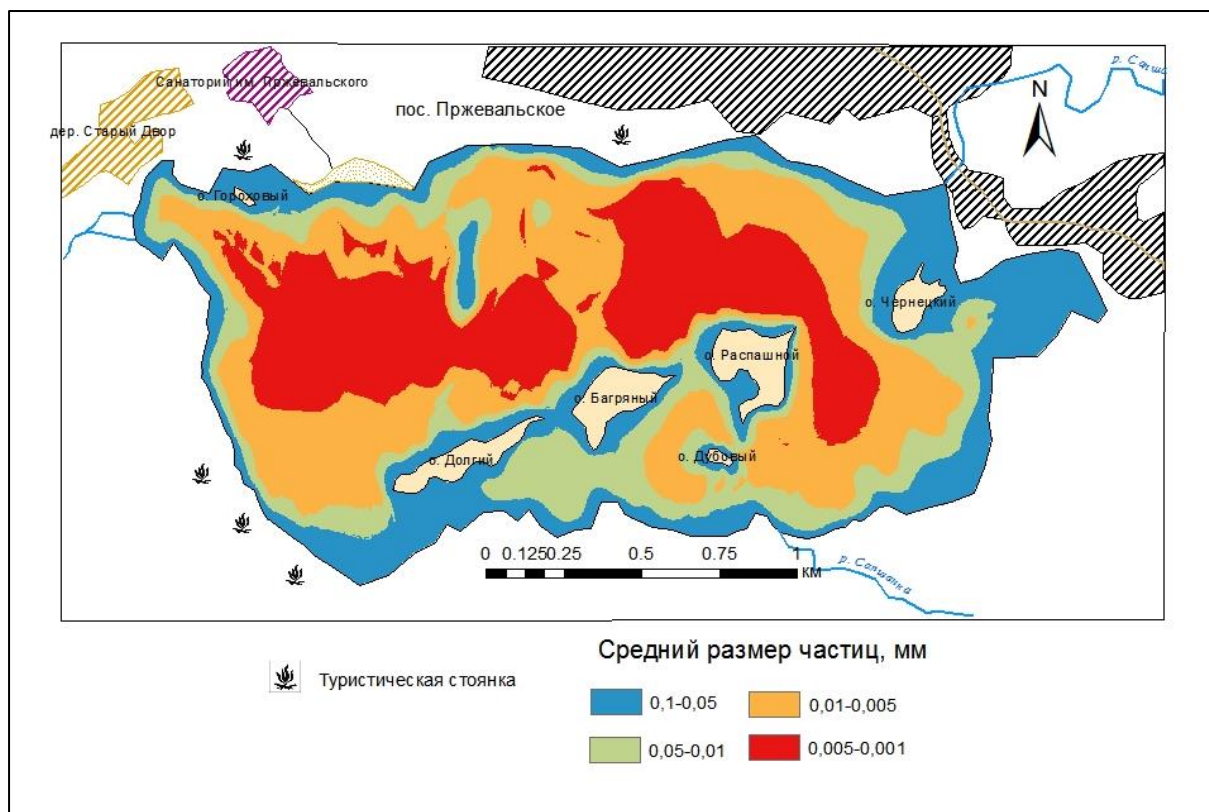 р. Сапша
Санаторий им. Пржевальского
N
пос. Пржевальское
дер. Старый Двор
о. Гороховый
о. Чернецкий
о. Распашной
о. Багряный
о. Долгий
о. Дубовый
0 0.125 0.25 0.5 0.75 1
КМ
р. Сапшанка
Средний размер частиц, мм
Туристическая стоянка
0,1-0,05
0,01-0,005
0,05-0,01
0,005-0,001